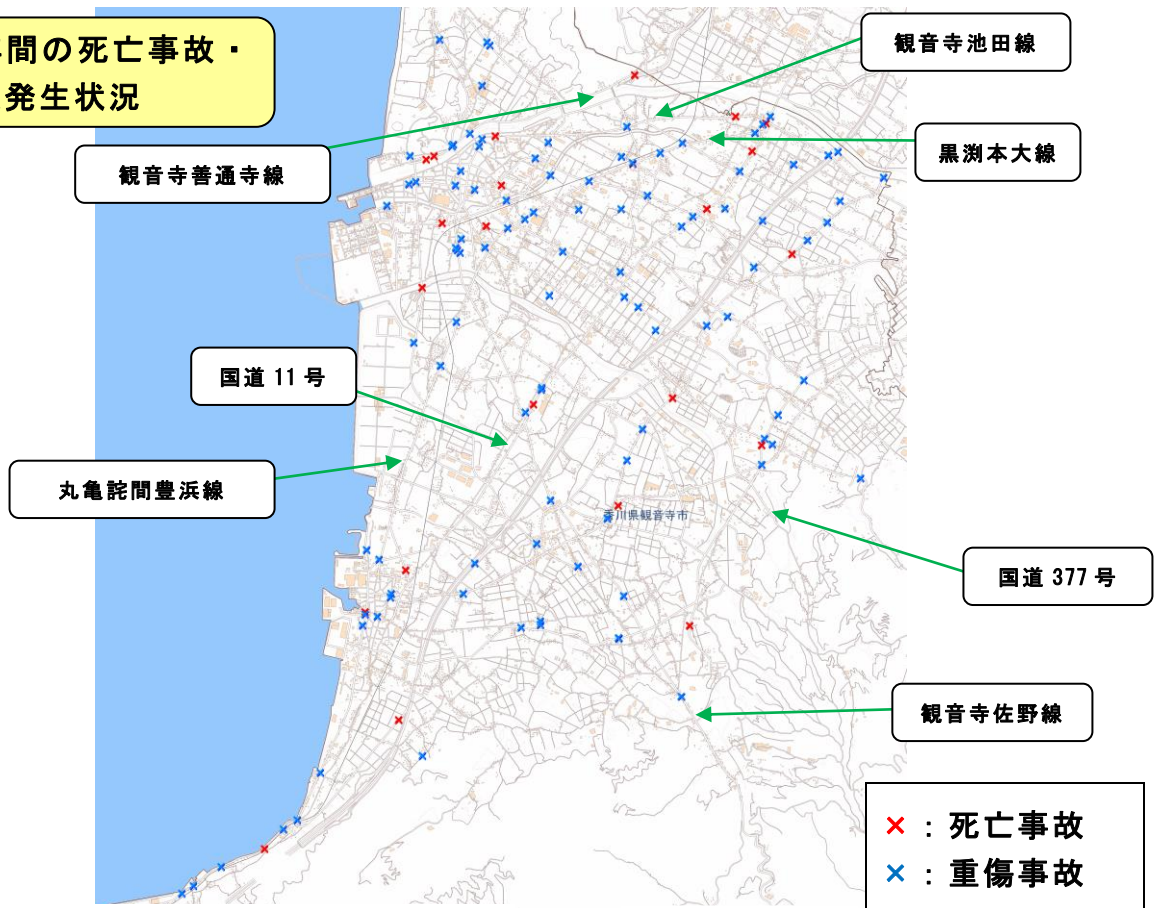 間の死亡事故・
発生状況
観音寺池田線
黒渕本大線
観音寺善通寺線
国道 11 号
丸亀詫間豊浜線
香川県観音寺市
国道 377 号
観音寺佐野線
× : 死亡事故
× : 重傷事故